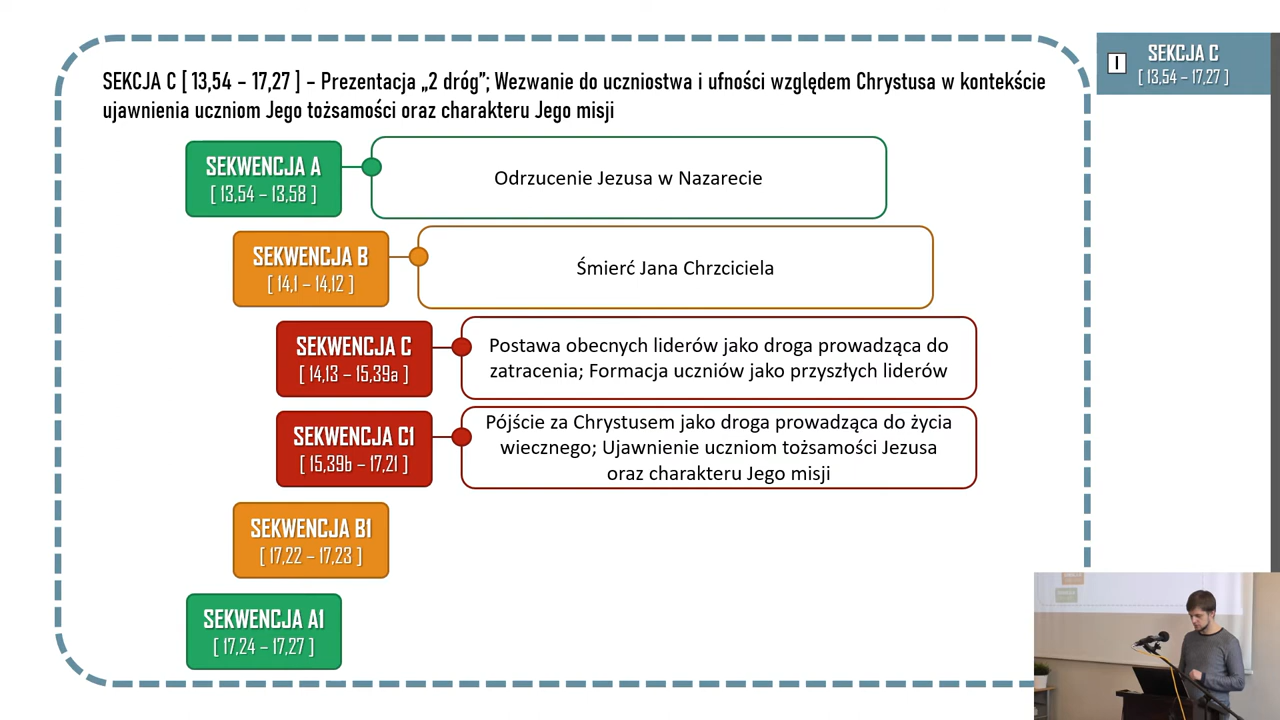 SEKCJA C [ 13,54 – 17,27 ] – Prezentacja „2 dróg”; Wezwanie do uczniostwa i ufności względem Chrystusa w kontekście
ujawnienia uczniom Jego tożsamości oraz charakteru Jego misji
I
SEKCJA C
[ 13,54 – 17,27 ]
SEKWENCJA A
[ 13,54 – 13,58 ]
Odrzucenie Jezusa w Nazarecie
SEKWENCJA B
[ 14,1 – 14,12 ]
Śmierć Jana Chrzciciela
SEKWENCJA C
[ 14,13 – 15,39a ]
Postawa obecnych liderów jako droga prowadząca do
zatracenia; Formacja uczniów jako przyszłych liderów
SEKWENCJA C1
[ 15,39b – 17,21 ]
Pójście za Chrystusem jako droga prowadząca do życia
wiecznego; Ujawnienie uczniom tożsamości Jezusa
oraz charakteru Jego misji
SEKWENCJA B1
[ 17,22 – 17,23 ]
SEKWENCJA A1
[ 17,24 – 17,27 ]